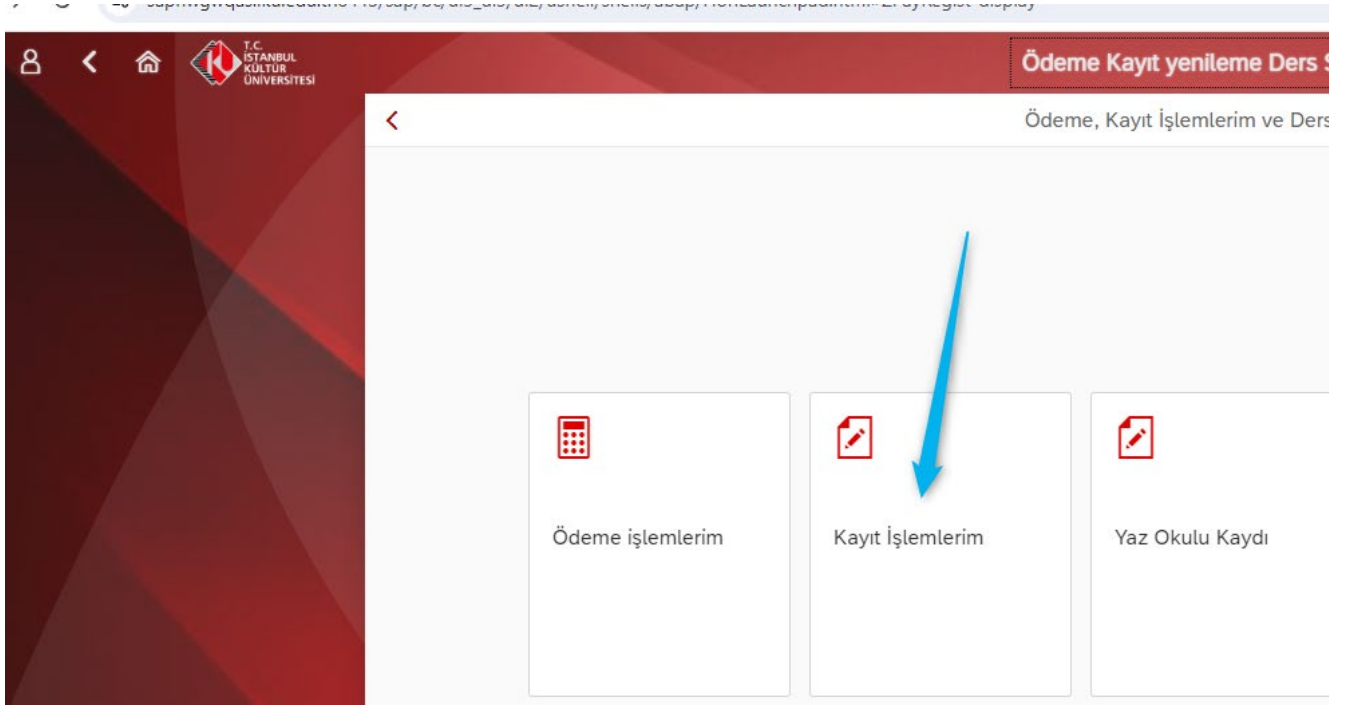 T.C.
İSTANBUL
KÜLTÜR
ÜNİVERSİTESİ
Ödeme Kayıt yenileme Ders
Ödeme, Kayıt İşlemlerim ve Ders
Ödeme işlemlerim
Kayıt İşlemlerim
Yaz Okulu Kaydı